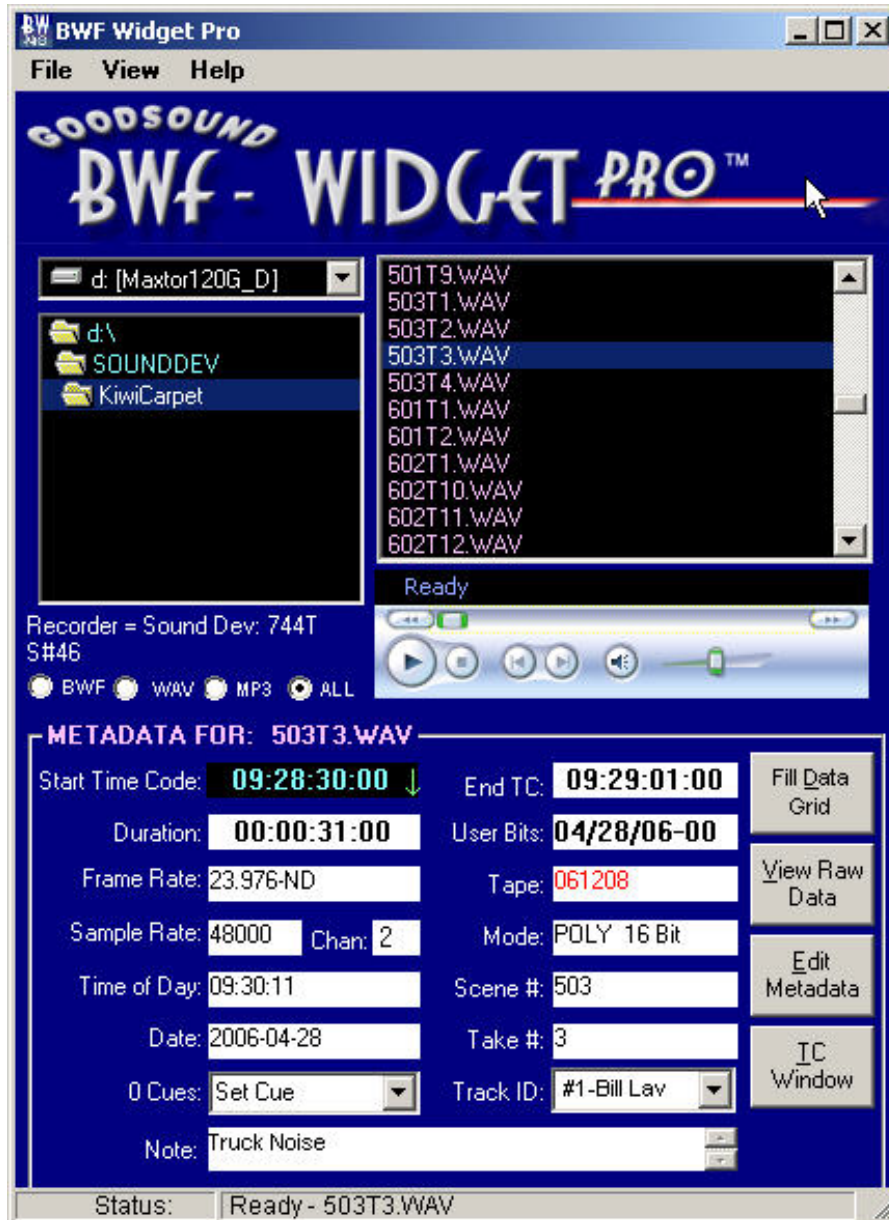 BWF Widget Pro
File View Help
GOODSOUND
BWF - WIDGET PRO™
d: [Maxtor120G_D]
d:\
SOUNDDEV
KiwiCarpet
501T9.WAV
503T1.WAV
503T2.WAV
503T3.WAV
503T4.WAV
601T1.WAV
601T2.WAV
602T1.WAV
602T10.WAV
602T11.WAV
602T12.WAV
Ready
Recorder = Sound Dev: 744T
S#46
BWF WAV MP3 ALL
METADATA FOR: 503T3.WAV
Start Time Code: 09:28:30:00 ↓ End TC: 09:29:01:00
Duration: 00:00:31:00 User Bits: 04/28/06-00
Frame Rate: 23.976-ND Tape: 061208
Sample Rate: 48000 Chan: 2 Mode: POLY 16 Bit
Time of Day: 09:30:11 Scene #: 503
Date: 2006-04-28 Take #: 3
0 Cues: Set Cue Track ID: #1-Bill Lav
Note: Truck Noise
Fill Data
Grid
View Raw
Data
Edit
Metadata
TC
Window
Status: Ready - 503T3.WAV